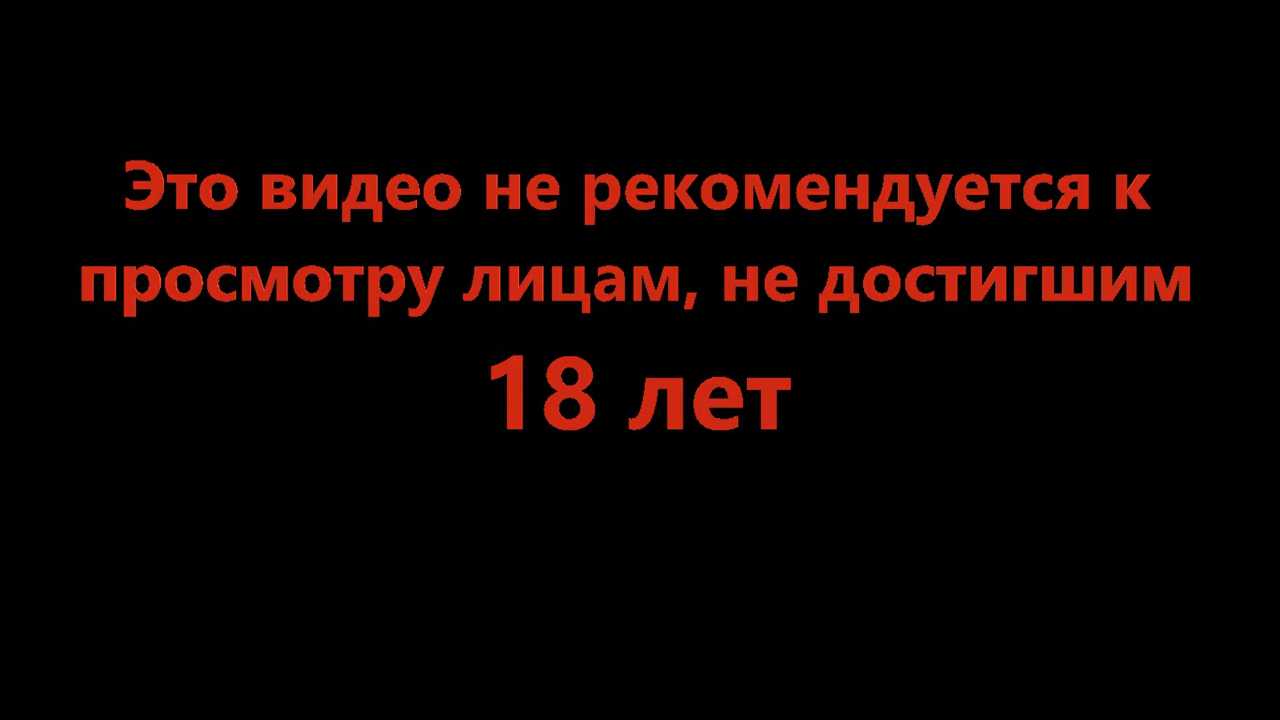 Это видео не рекомендуется к
просмотру лицам, не достигшим
18 лет